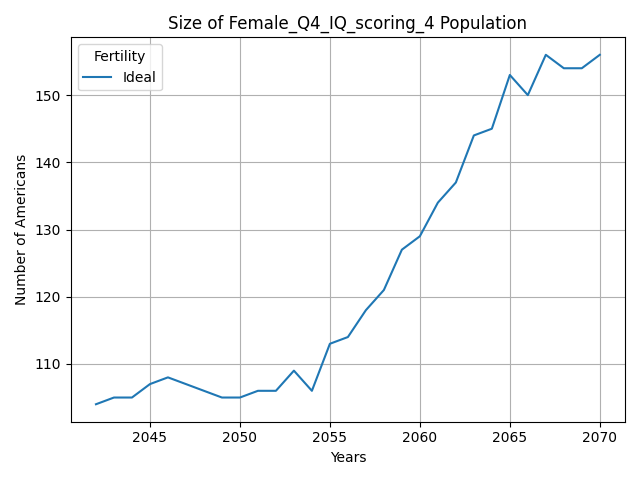 Size of Female_Q4_IQ_scoring_4 Population
Fertility
Ideal
Number of Americans
150
140
130
120
110
2045 2050 2055 2060 2065 2070
Years